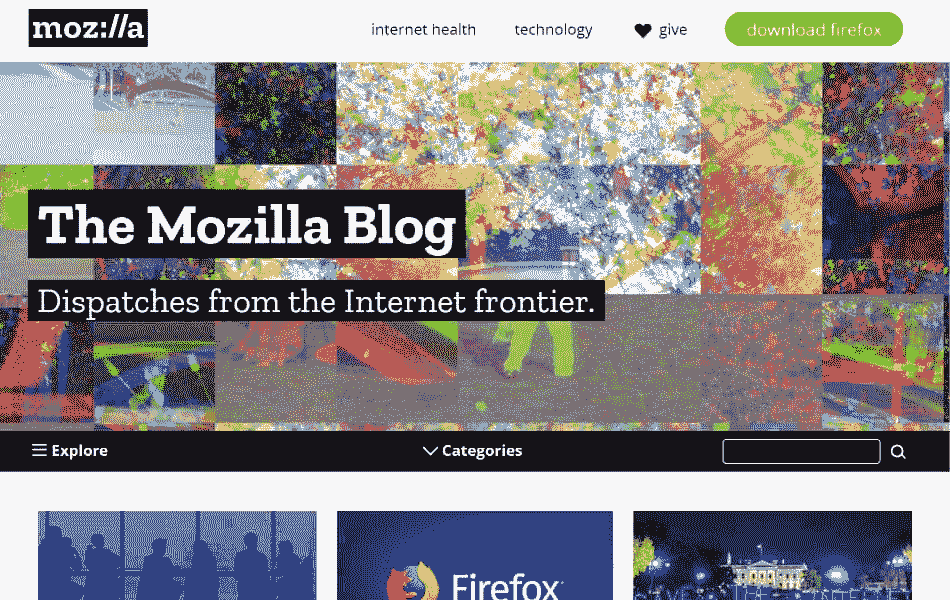 moz://a
internet health
technology
give
download firefox
The Mozilla Blog
Dispatches from the Internet frontier.
Explore
Categories
Firefox